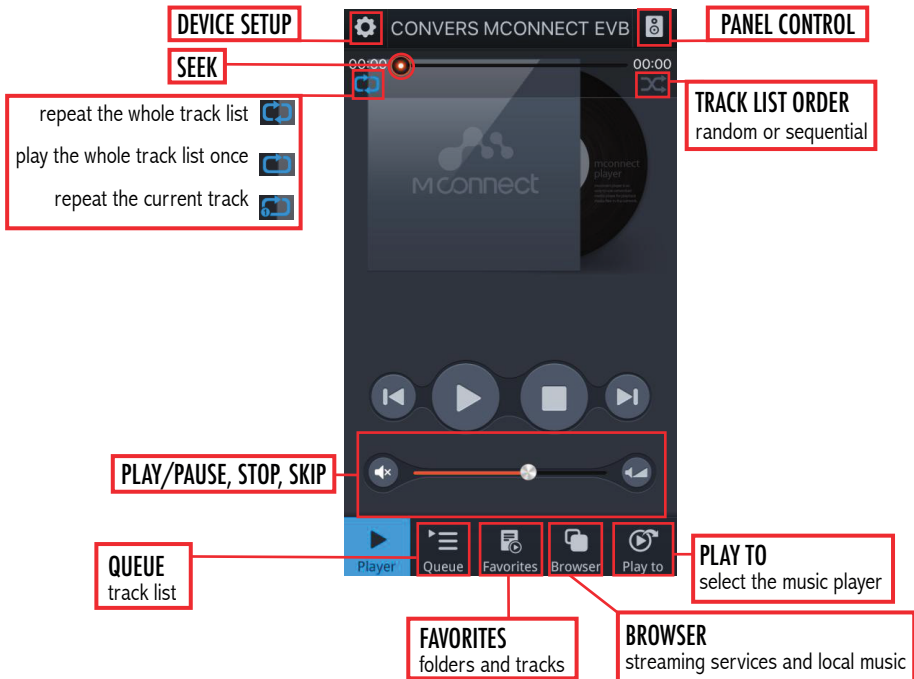 DEVICE SETUP
CONVERS MCONNECT EVB
PANEL CONTROL
SEEK
00:00
00:00
repeat the whole track list
play the whole track list once
repeat the current track
1
TRACK LIST ORDER
random or sequential
mconnect
player
M connect
PLAY/PAUSE, STOP, SKIP
Player
Queue
Favorites
Browser
Play to
QUEUE
track list
PLAY TO
select the music player
FAVORITES
folders and tracks
BROWSER
streaming services and local music